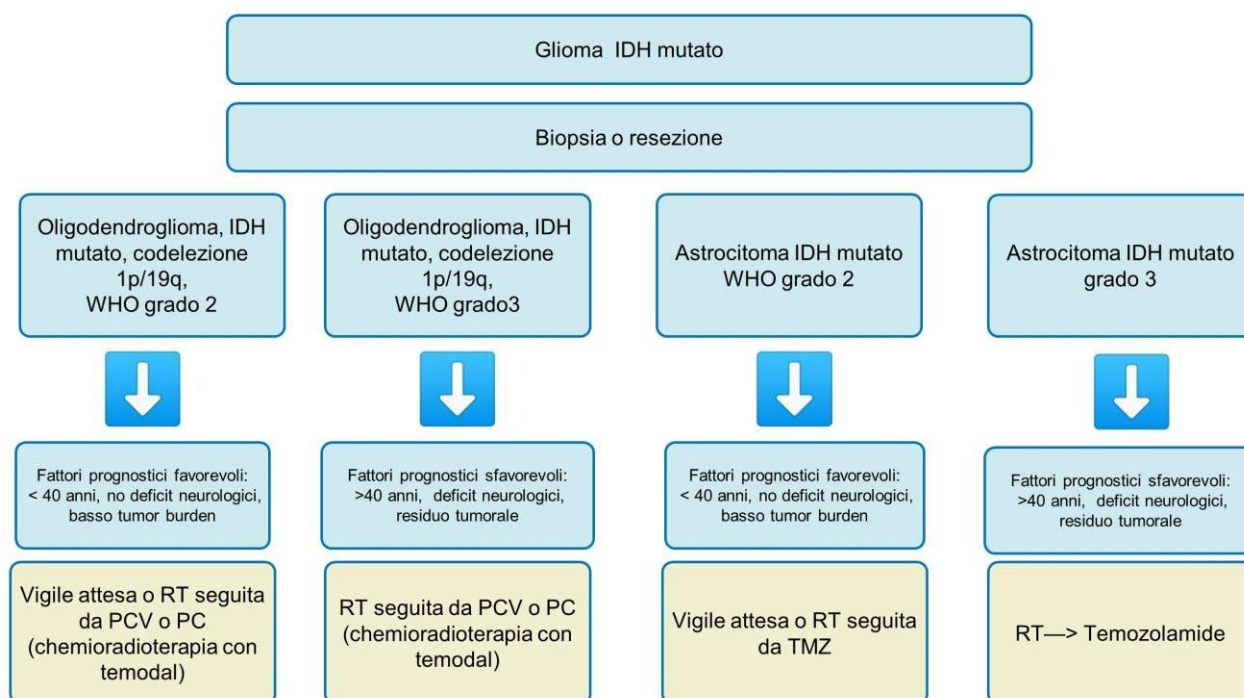 Glioma IDH mutato
Biopsia o resezione
Oligodendroglioma, IDH
mutato, codelezione
1p/19q,
WHO grado 2
Oligodendroglioma, IDH
mutato, codelezione
1p/19q,
WHO grado3
Astrocitoma IDH mutato
WHO grado 2
Astrocitoma IDH mutato
grado 3
Fattori prognostici favorevoli:
< 40 anni, no deficit neurologici,
basso tumor burden
Fattori prognostici sfavorevoli:
>40 anni, deficit neurologici,
residuo tumorale
Fattori prognostici favorevoli:
< 40 anni, no deficit neurologici,
basso tumor burden
Fattori prognostici sfavorevoli:
>40 anni, deficit neurologici,
residuo tumorale
Vigile attesa o RT seguita
da PCV o PC
(chemioradioterapia con
temodal)
RT seguita da PCV o PC
(chemioradioterapia con
temodal)
Vigile attesa o RT seguita
da TMZ
RT—> Temozolamide